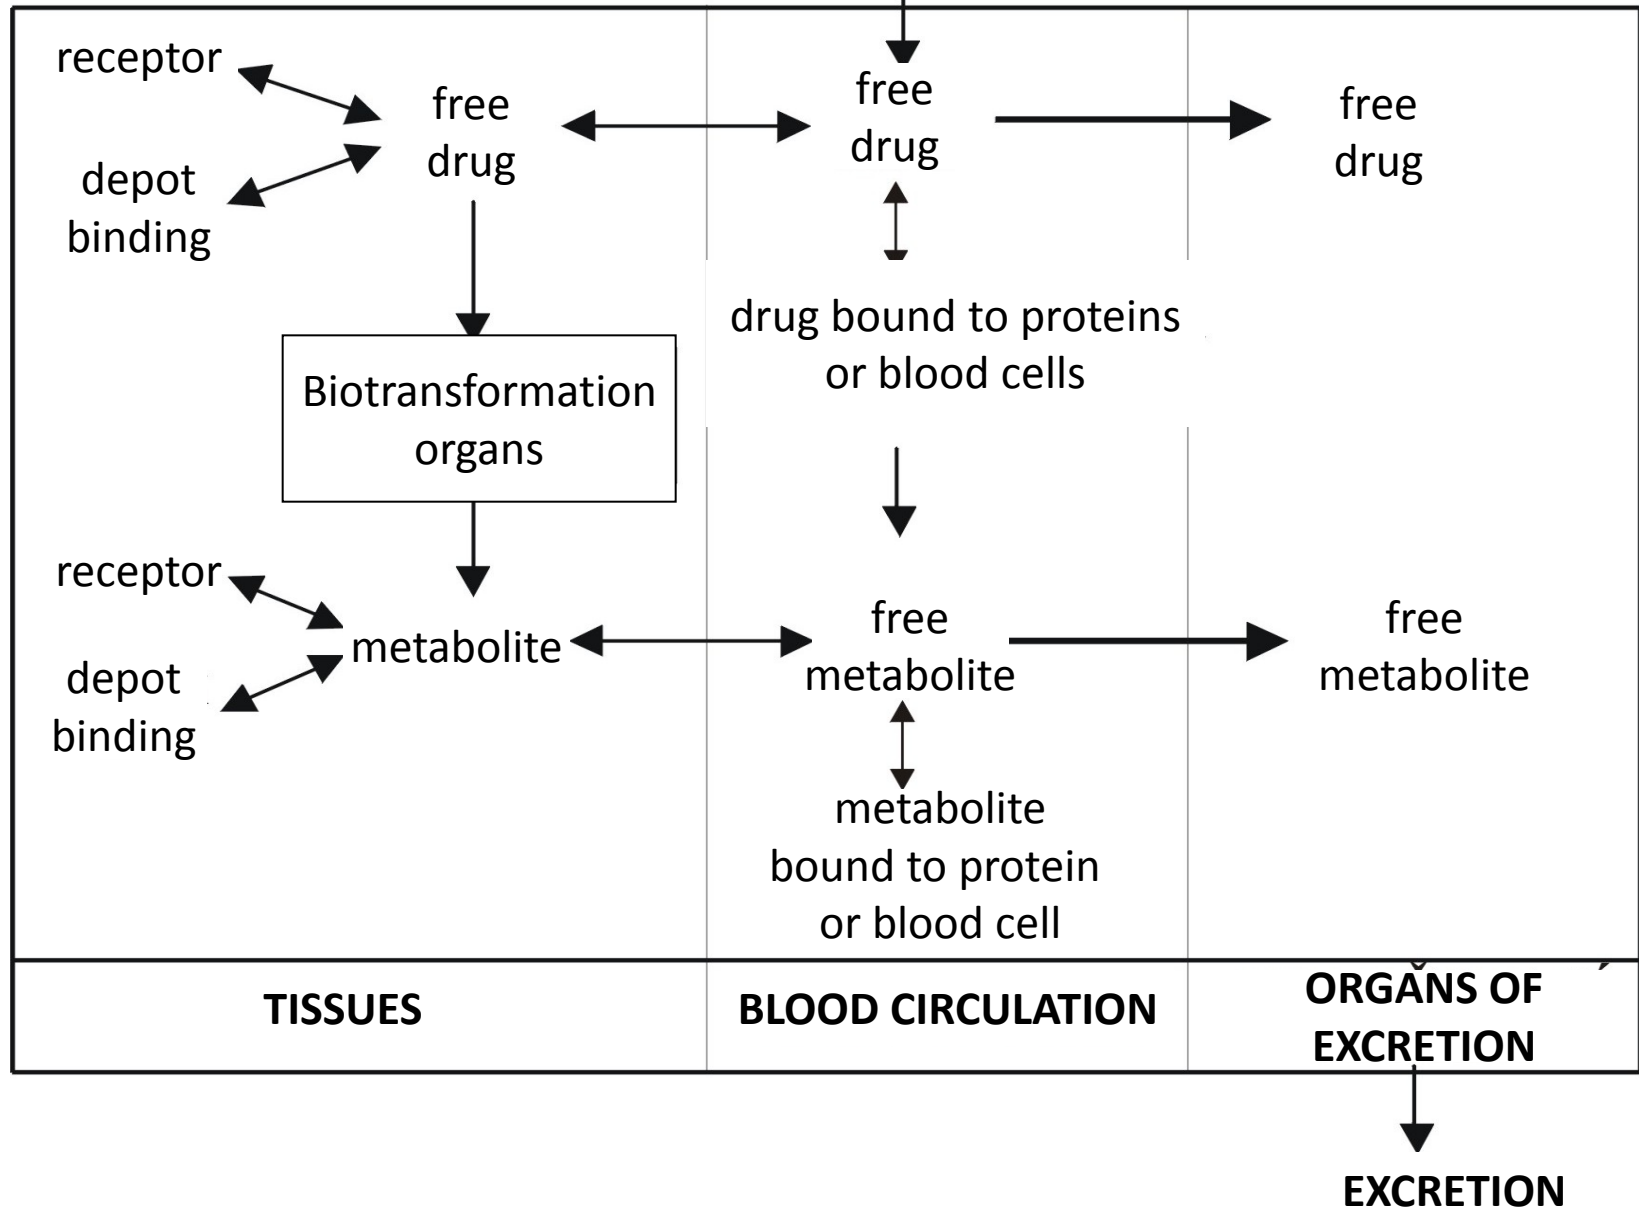 receptor
free
drug
depot
binding
free
drug
free
drug
drug bound to proteins
or blood cells
Biotransformation
organs
receptor
metabolite
depot
binding
free
metabolite
free
metabolite
metabolite
bound to protein
or blood cell
TISSUES
BLOOD CIRCULATION
ORGANS OF
EXCRETION
EXCRETION